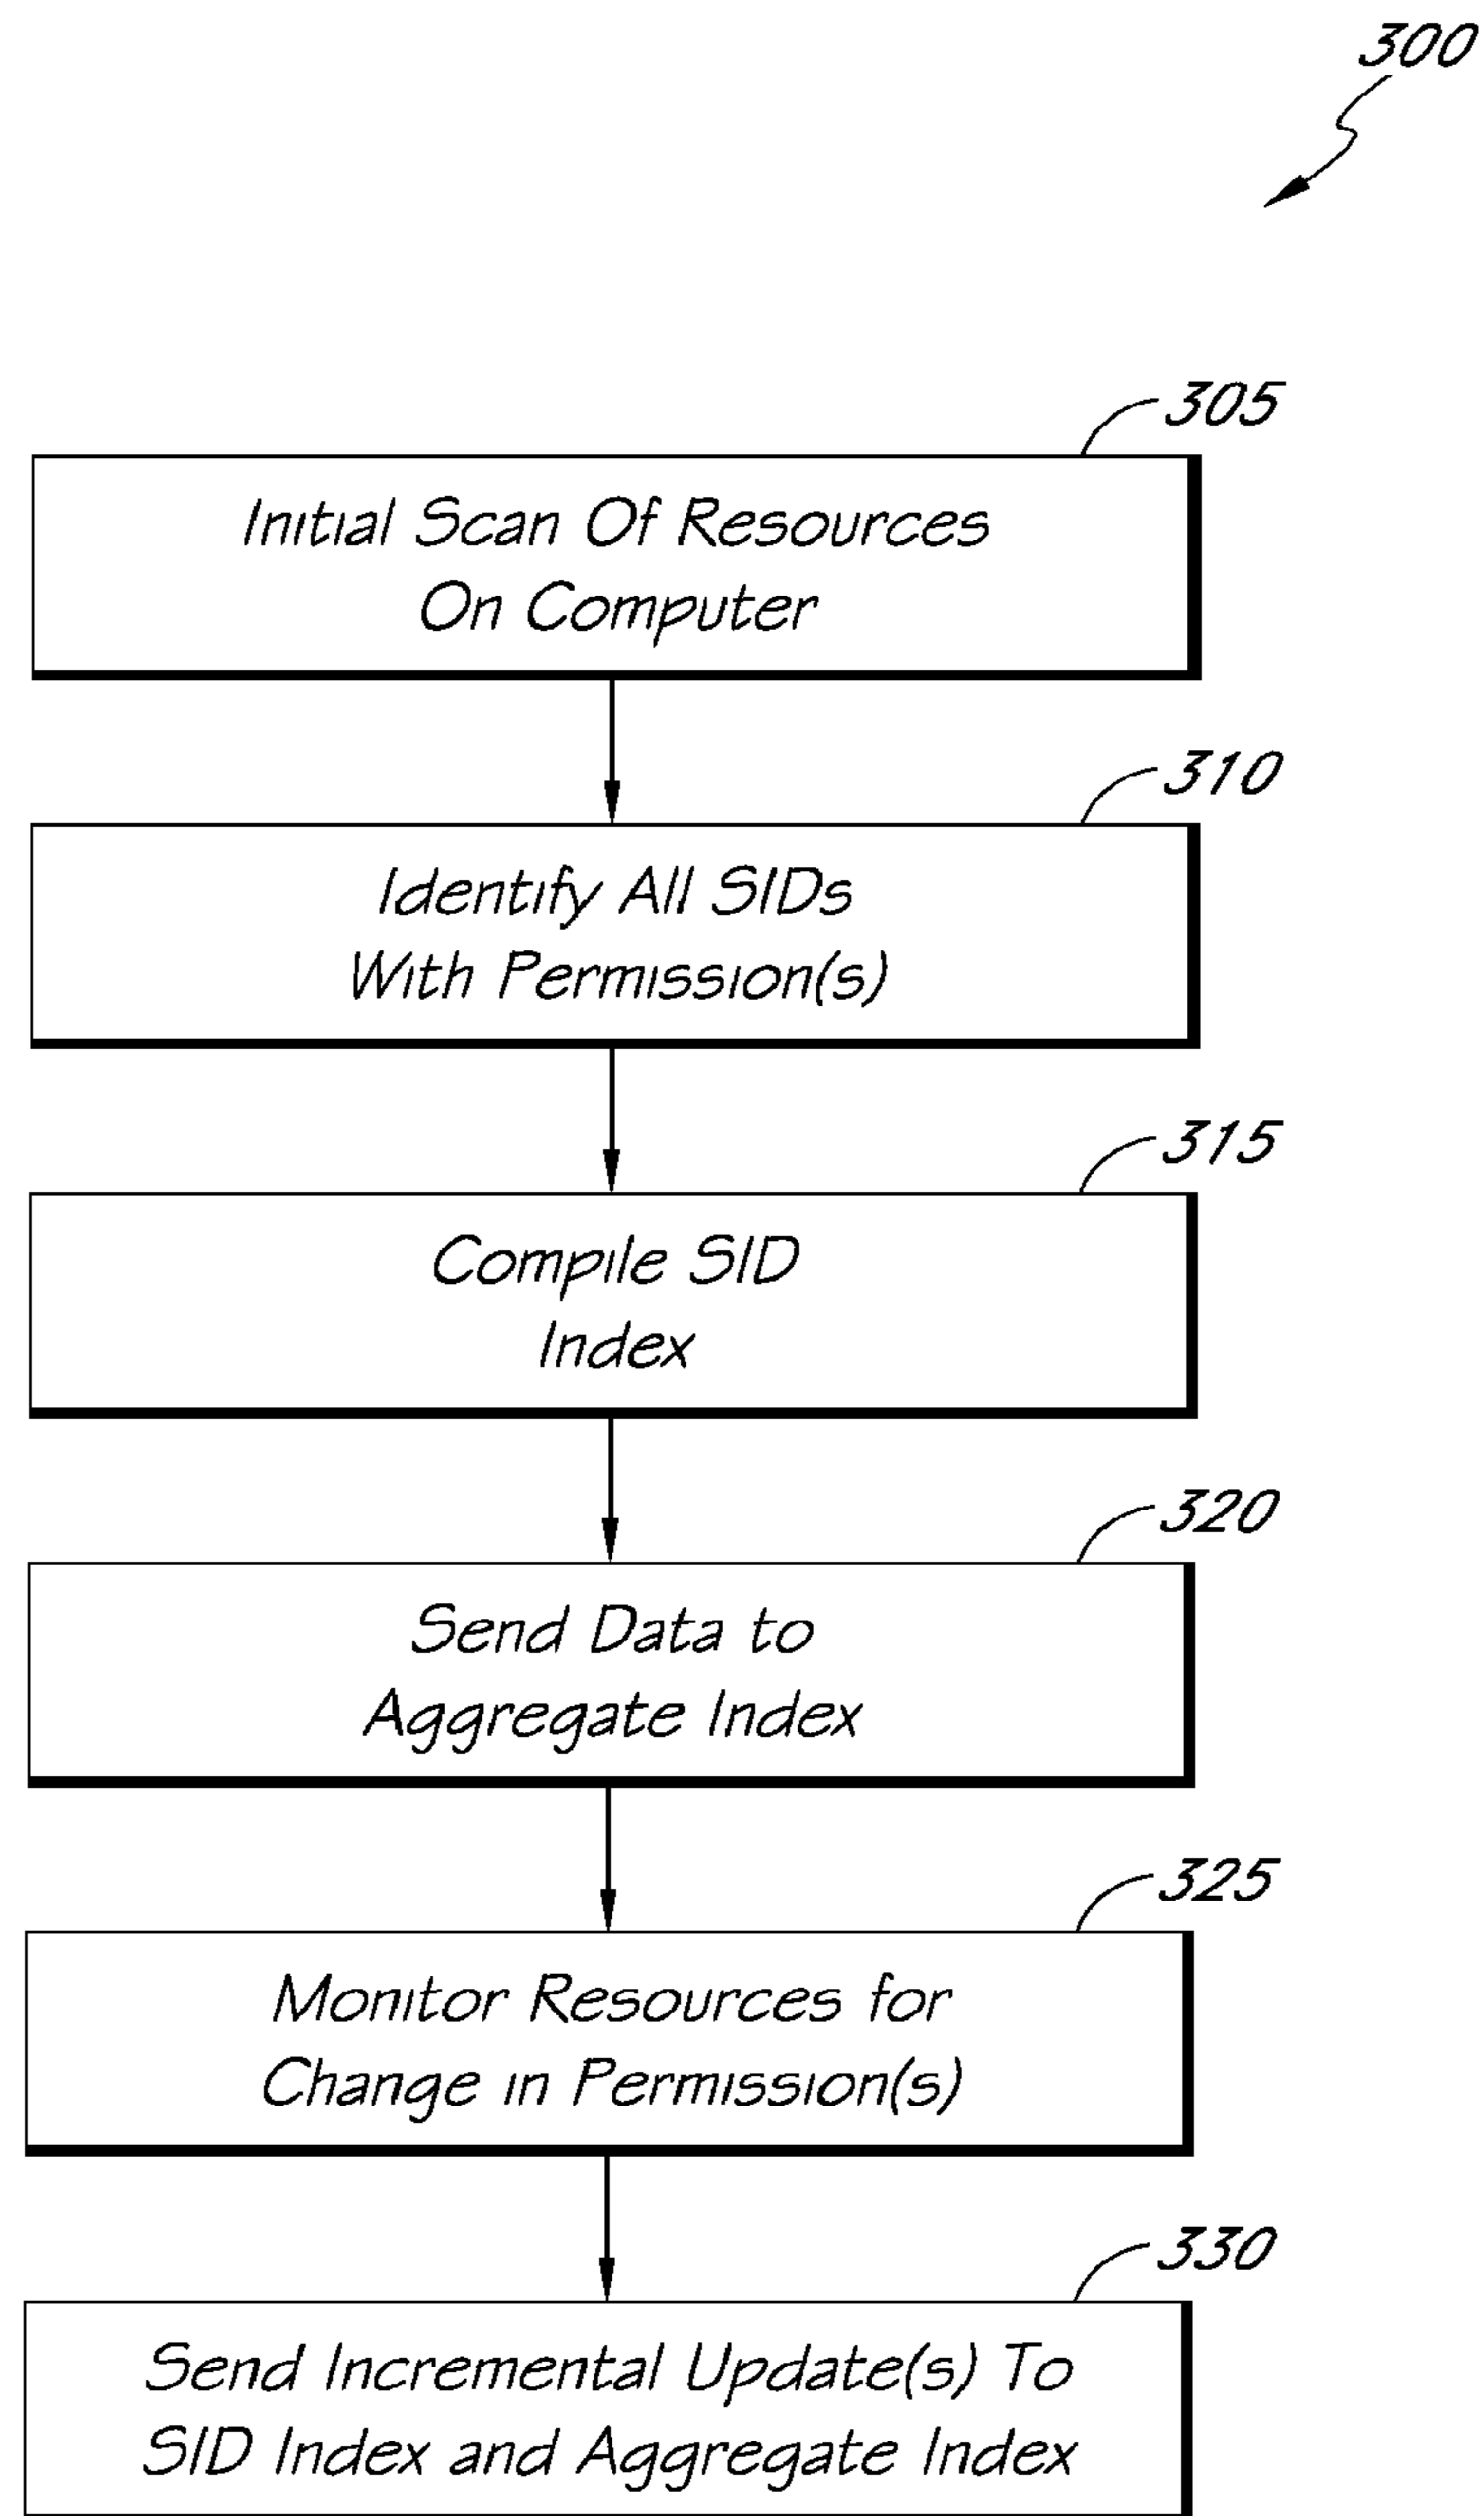 300
305
Initial Scan Of Resources
On Computer
310
Identify All SIDs
With Permission(s)
315
Compile SID
Index
320
Send Data to
Aggregate Index
325
Monitor Resources for
Change in Permission(s)
330
Send Incremental Update(s) To
SID Index and Aggregate Index